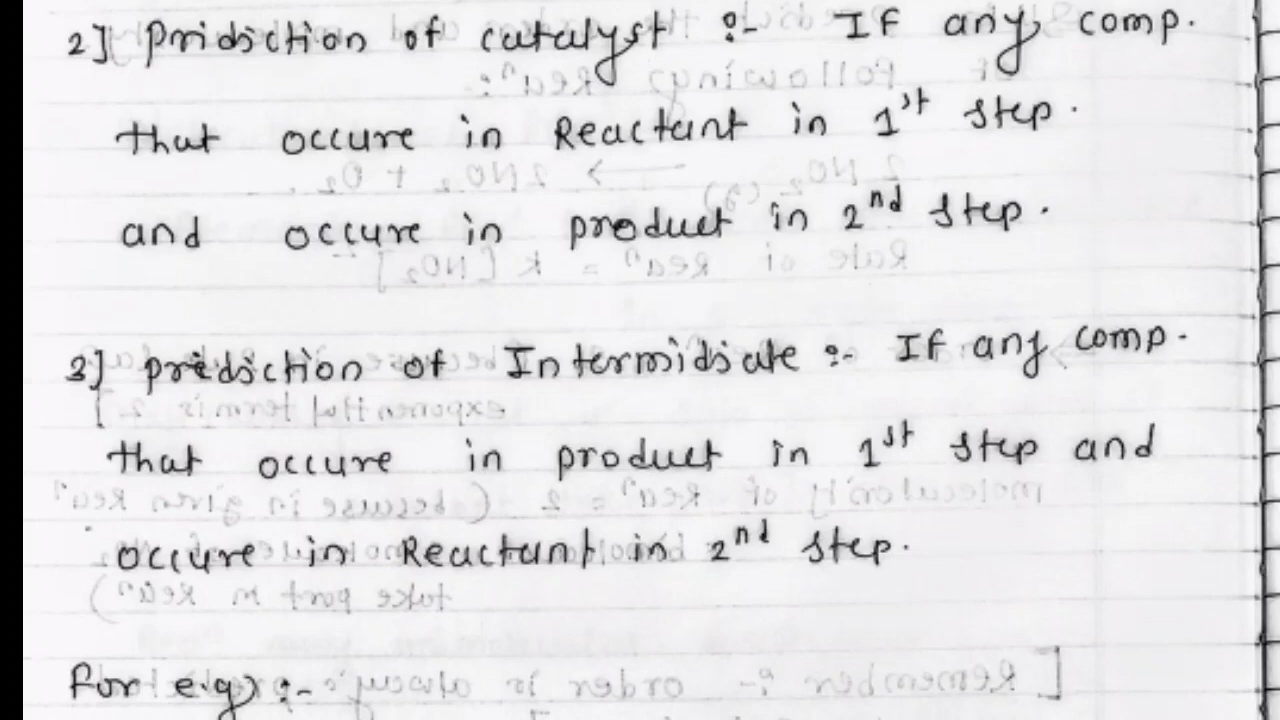 2] Pridiction of catalyst :- If any comp.
that occure in Reactant in 1st step.
and occure in product in 2nd step.
3] pridiction of Intermidiate :- If any comp.
that occure in product in 1st step and
occure in Reactant in 2nd step.
For e.g) :-